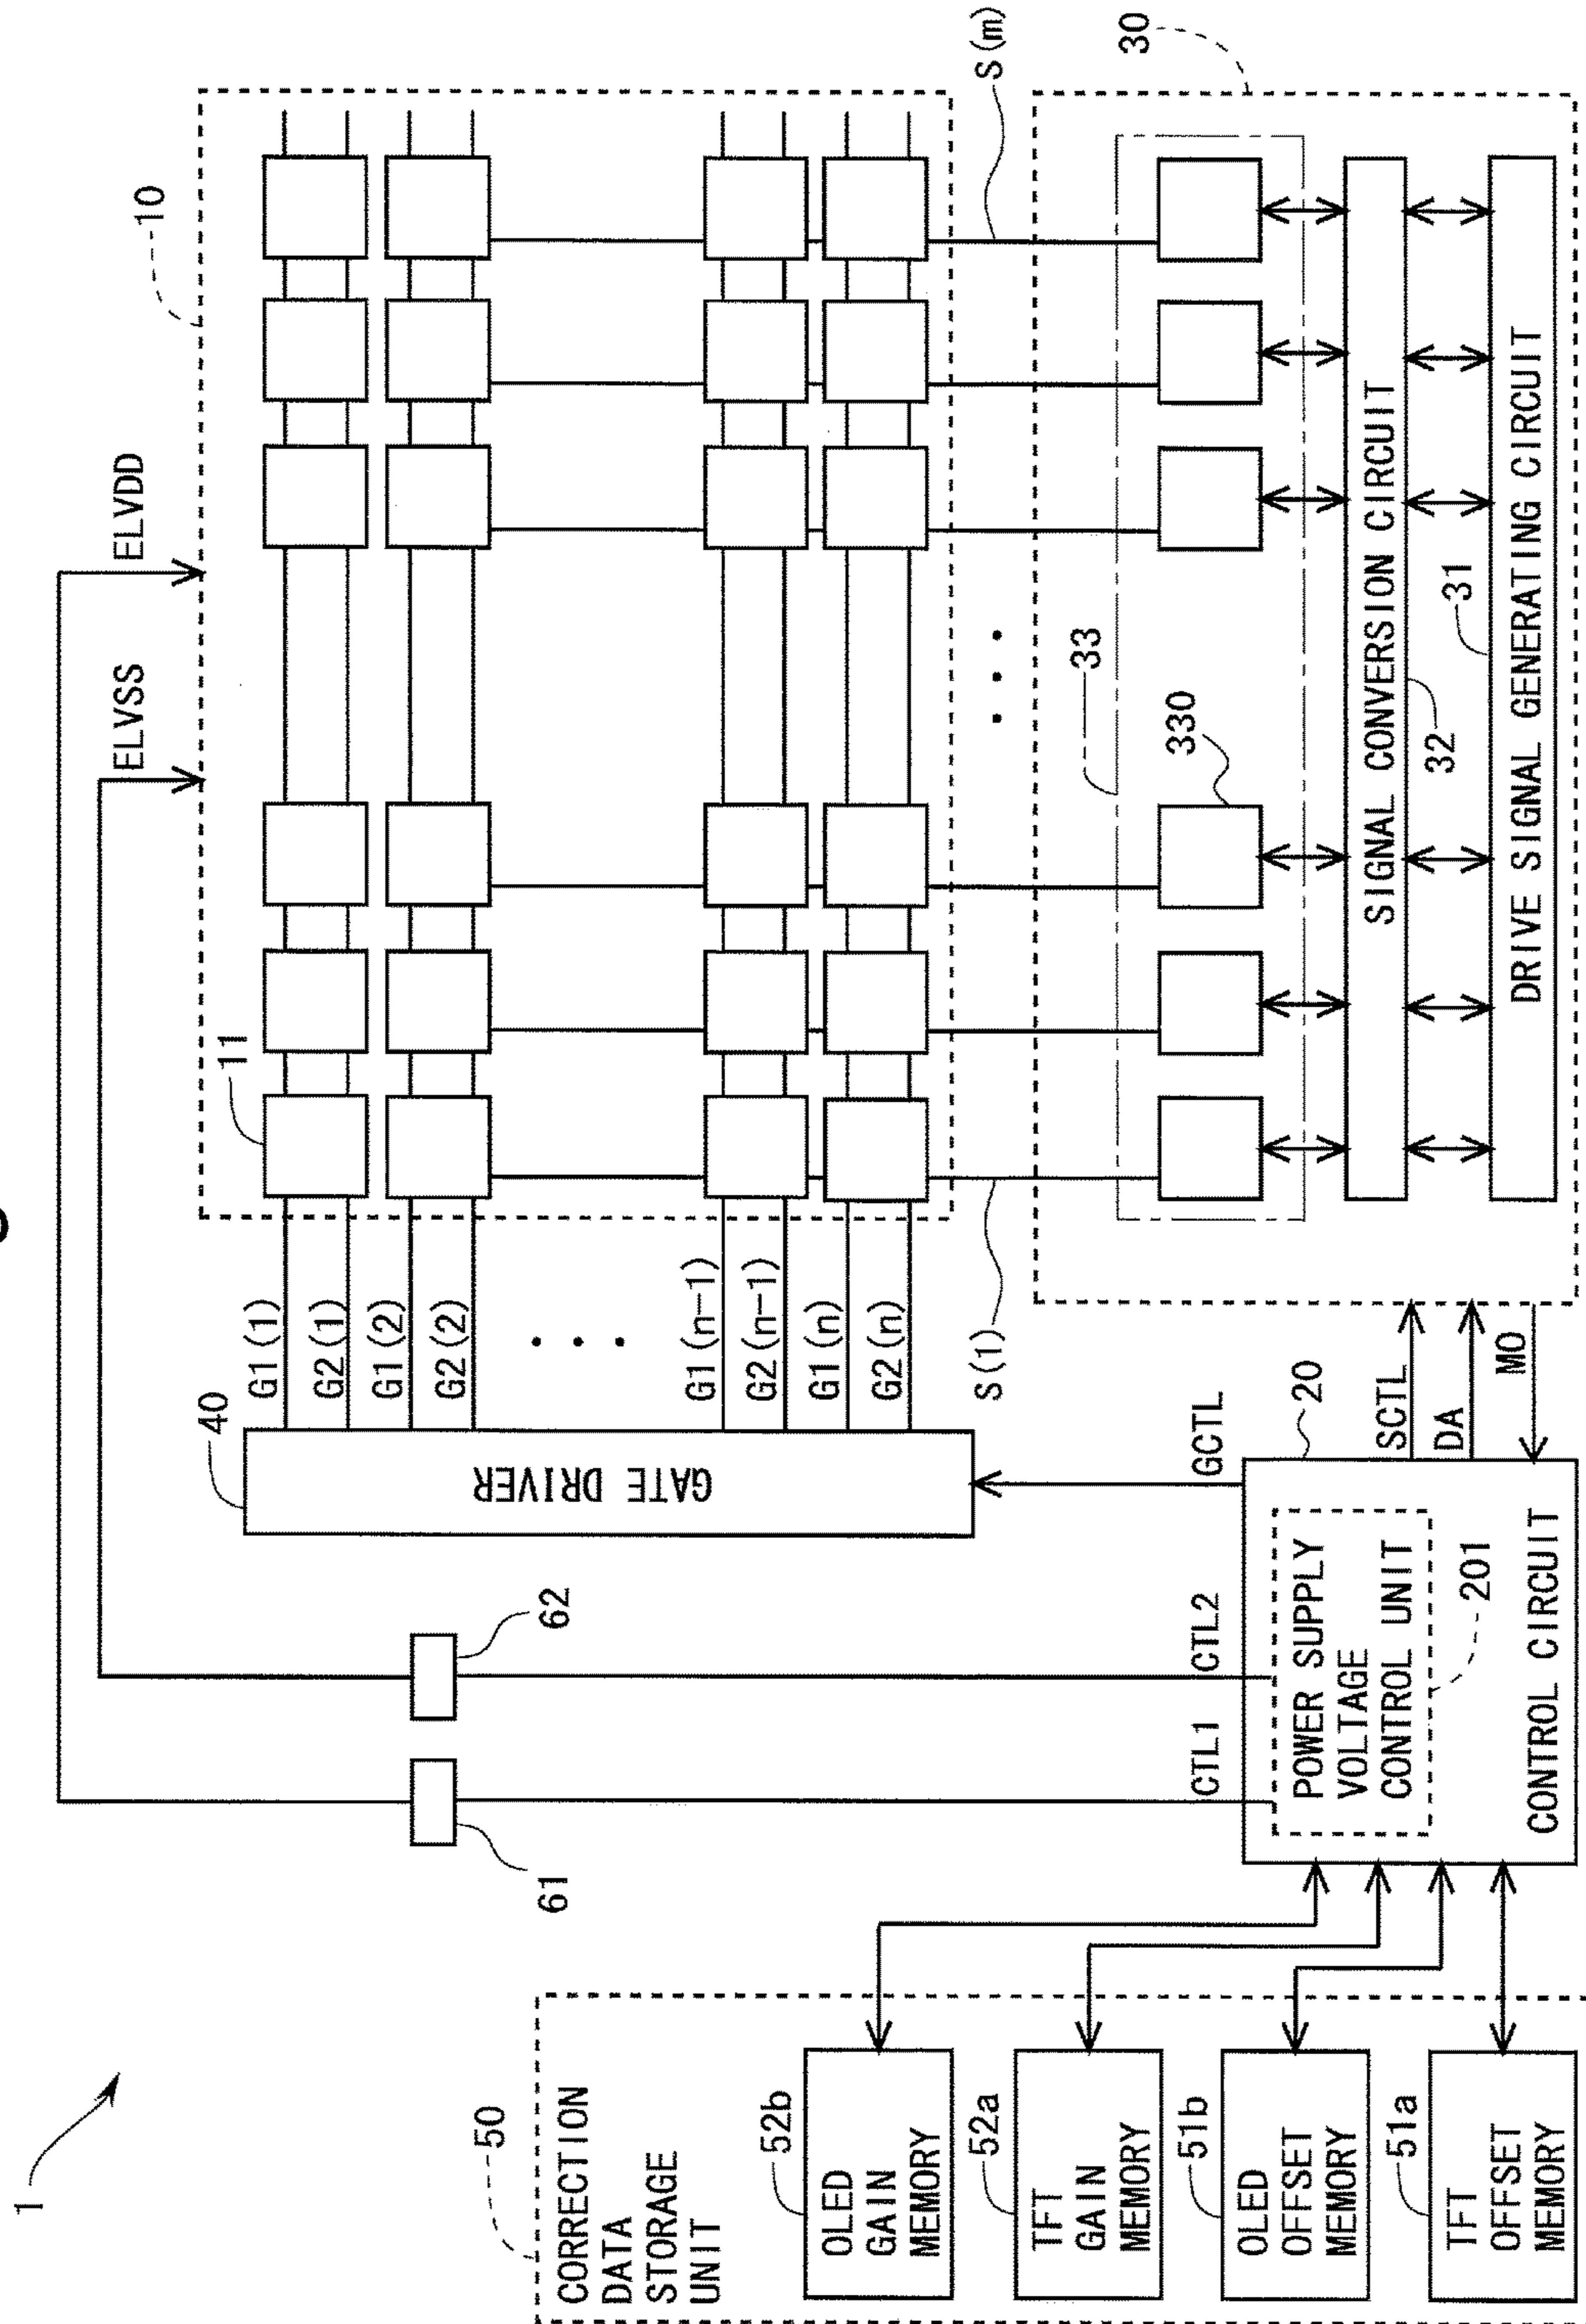 1
ELVSS
ELVDD
10
11
50
CORRECTION
DATA
STORAGE
UNIT
61
62
40
GATE DRIVER
G1(1)
G2(1)
G1(2)
G2(2)
· · ·
G1(n-1)
G2(n-1)
G1(n)
G2(n)
52b
OLED
GAIN
MEMORY
52a
TFT
GAIN
MEMORY
51b
OLED
OFFSET
MEMORY
51a
TFT
OFFSET
MEMORY
CTL1
CTL2
GCTL
S(1)
· · ·
S(m)
20
POWER SUPPLY
VOLTAGE
CONTROL UNIT
201
CONTROL CIRCUIT
SCTL
DA
MO
30
33
330
SIGNAL CONVERSION CIRCUIT
32
31
DRIVE SIGNAL GENERATING CIRCUIT